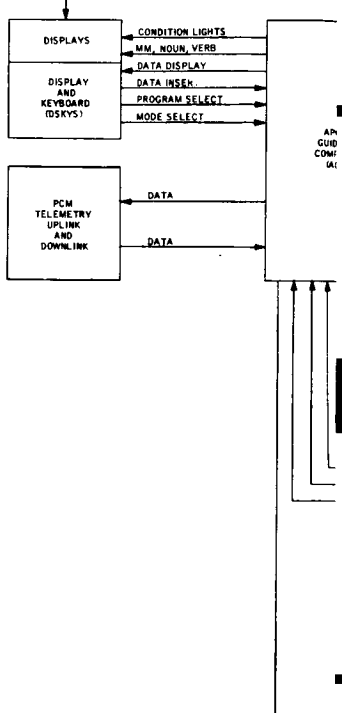 DISPLAYS
DISPLAY
AND
KEYBOARD
(DSKYS)
CONDITION LIGHTS
MM, NOUN, VERB
DATA DISPLAY
DATA INSER.
PROGRAM SELECT
MODE SELECT
PCM
TELEMETRY
UPLINK
AND
DOWNLINK
DATA
DATA
GUID